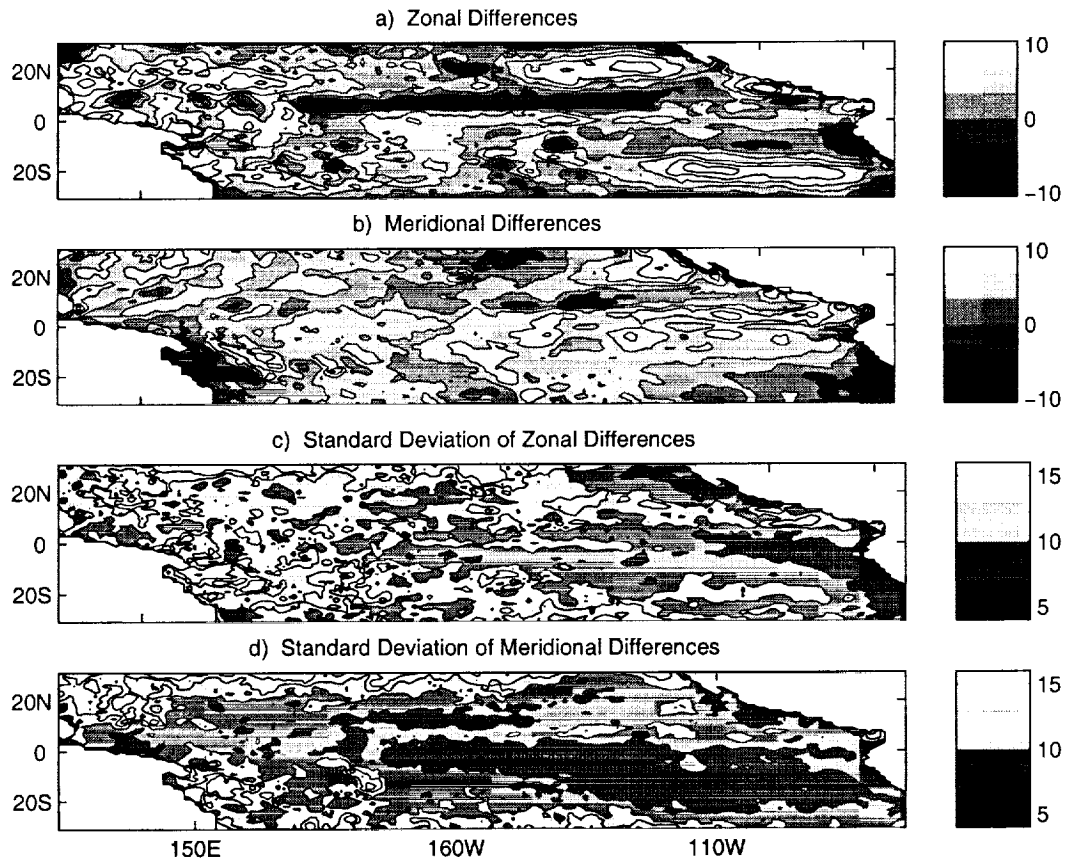 a) Zonal Differences
20N
0
20S
10
0
−10
b) Meridional Differences
20N
0
20S
10
0
−10
c) Standard Deviation of Zonal Differences
20N
0
20S
15
10
5
d) Standard Deviation of Meridional Differences
20N
0
20S
15
10
5
150E 160W 110W